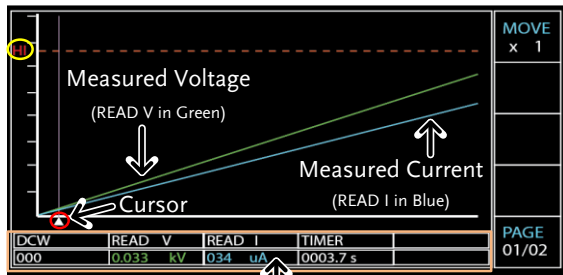 HI
MOVE
x 1
Measured Voltage
(READ V in Green)
Measured Current
(READ I in Blue)
Cursor
DCW READ V READ I TIMER
000 0.033 kV 034 uA 0003.7 s
PAGE
01/02